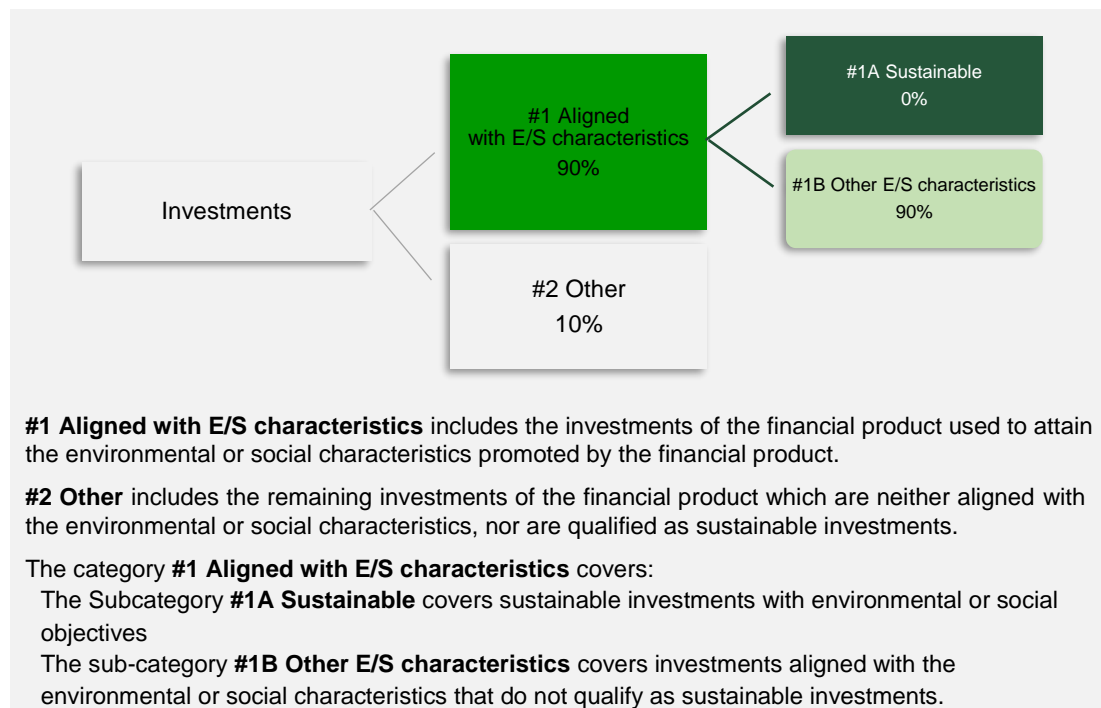 #1A Sustainable
0%
#1 Aligned
with E/S characteristics
90%
#1B Other E/S characteristics
90%
Investments
#2 Other
10%
#1 Aligned with E/S characteristics includes the investments of the financial product used to attain
the environmental or social characteristics promoted by the financial product.
#2 Other includes the remaining investments of the financial product which are neither aligned with
the environmental or social characteristics, nor are qualified as sustainable investments.
The category #1 Aligned with E/S characteristics covers:
The Subcategory #1A Sustainable covers sustainable investments with environmental or social
objectives
The sub-category #1B Other E/S characteristics covers investments aligned with the
environmental or social characteristics that do not qualify as sustainable investments.